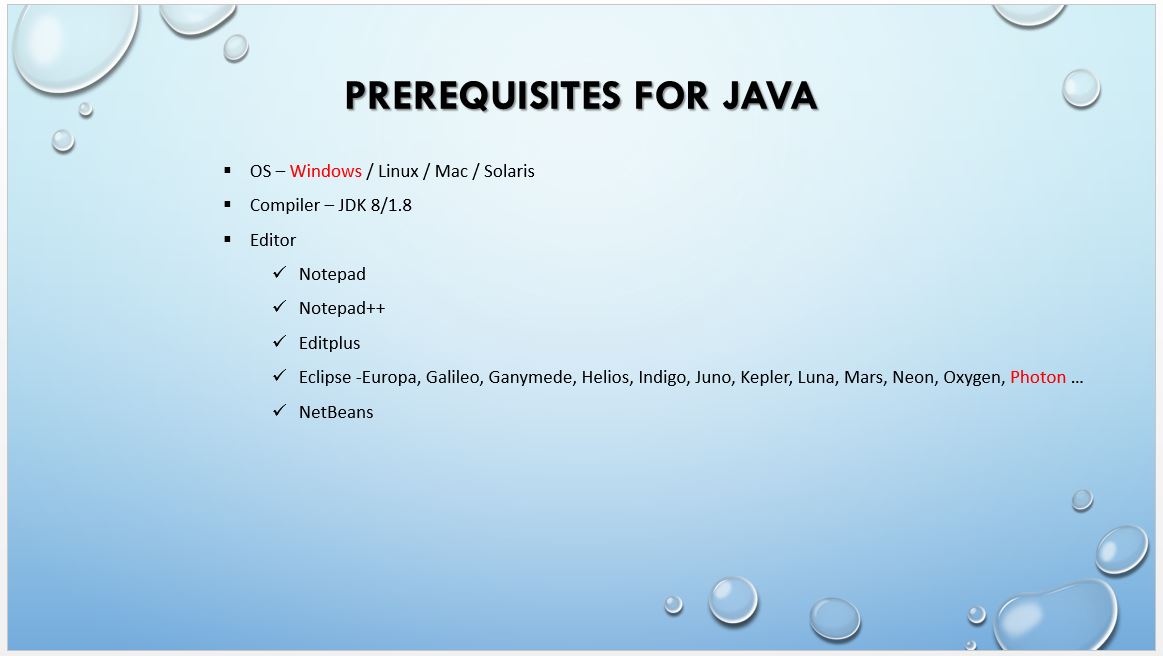 PREREQUISITES FOR JAVA
▪ OS – Windows / Linux / Mac / Solaris
▪ Compiler – JDK 8/1.8
▪ Editor
✓ Notepad
✓ Notepad++
✓ Editplus
✓ Eclipse -Europa, Galileo, Ganymede, Helios, Indigo, Juno, Kepler, Luna, Mars, Neon, Oxygen, Photon ...
✓ NetBeans